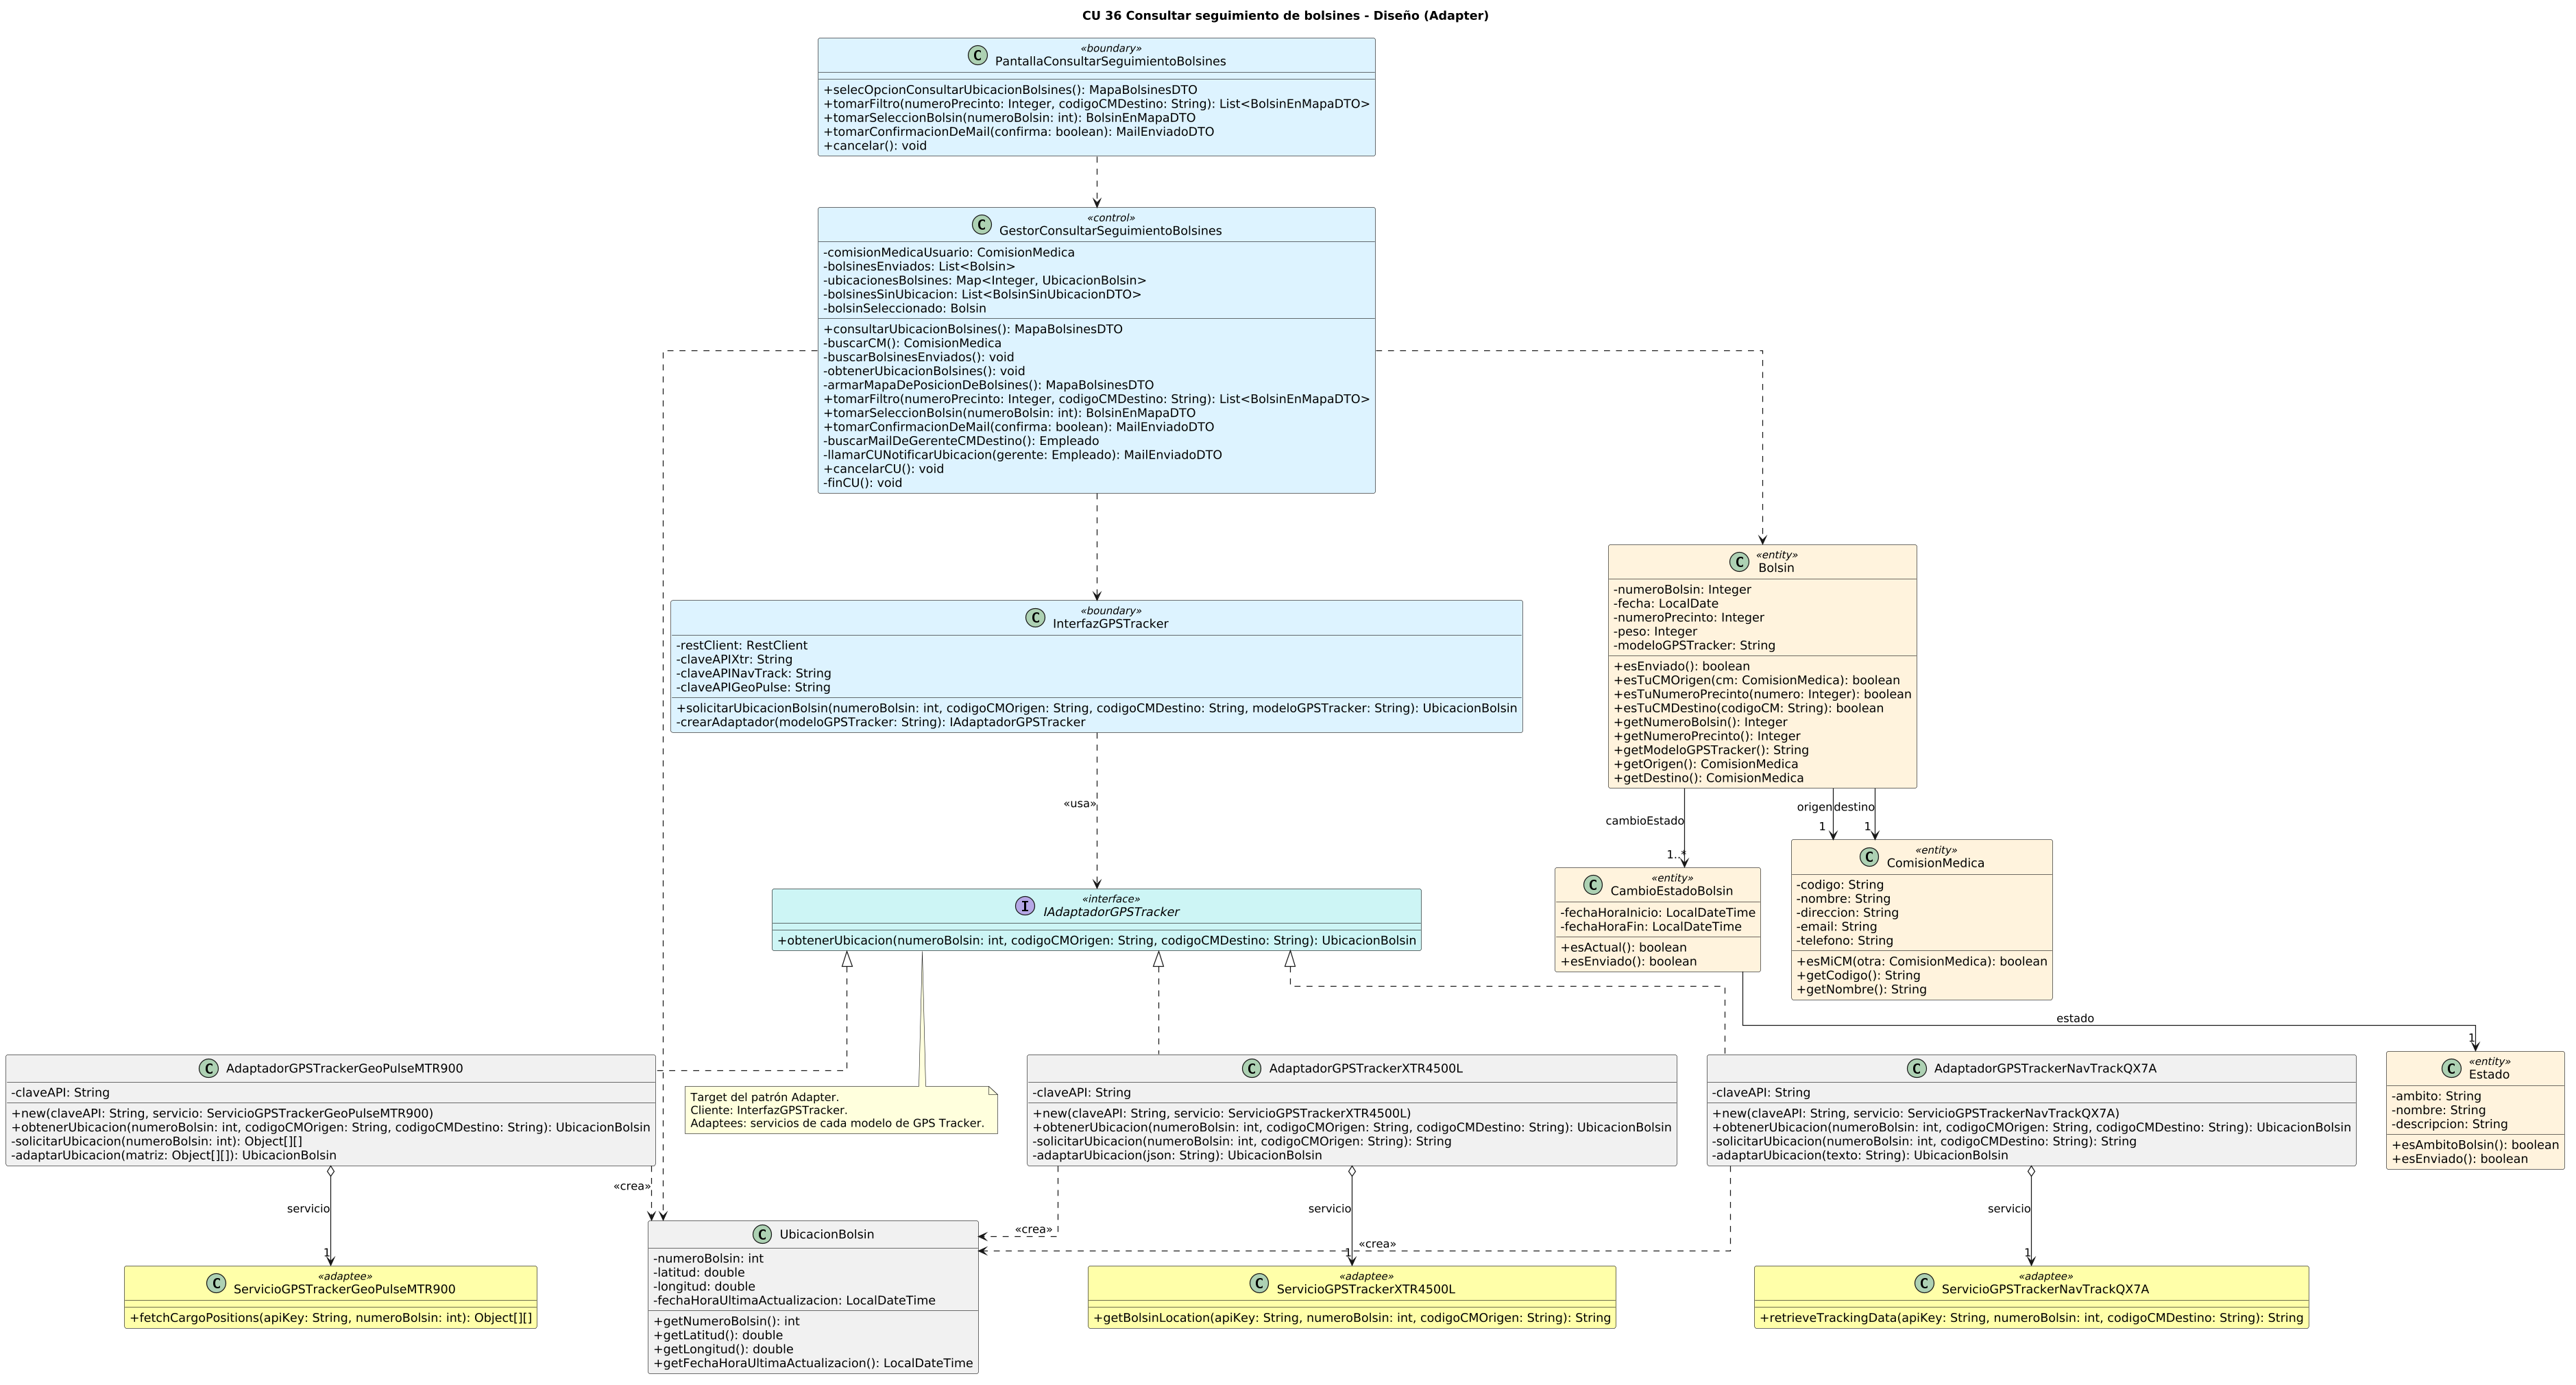 CU 36 Consultar seguimiento de bolsines - Diseño (Adapter)
«boundary»
C PantallaConsultarSeguimientoBolsines
+selecOpcionConsultarUbicacionBolsines(): MapaBolsinesDTO
+tomarFiltro(numeroPrecinto: Integer, codigoCMDestino: String): List<BolsinEnMapaDTO>
+tomarSeleccionBolsin(numeroBolsin: int): BolsinEnMapaDTO
+tomarConfirmacionDeMail(confirma: boolean): MailEnviadoDTO
+cancelar(): void
«control»
C GestorConsultarSeguimientoBolsines
-comisionMedicaUsuario: ComisionMedica
-bolsinesEnviados: List<Bolsin>
-ubicacionesBolsines: Map<Integer, UbicacionBolsin>
-bolsinesSinUbicacion: List<BolsinSinUbicacionDTO>
-bolsinSeleccionado: Bolsin
+consultarUbicacionBolsines(): MapaBolsinesDTO
-buscarCM(): ComisionMedica
-buscarBolsinesEnviados(): void
-obtenerUbicacionBolsines(): void
-armarMapaDePosicionDeBolsines(): MapaBolsinesDTO
+tomarFiltro(numeroPrecinto: Integer, codigoCMDestino: String): List<BolsinEnMapaDTO>
+tomarSeleccionBolsin(numeroBolsin: int): BolsinEnMapaDTO
+tomarConfirmacionDeMail(confirma: boolean): MailEnviadoDTO
-buscarMailDeGerenteCMDestino(): Empleado
-llamarCUNotificarUbicacion(gerente: Empleado): MailEnviadoDTO
+cancelarCU(): void
-finCU(): void
«boundary»
C InterfazGPSTracker
-restClient: RestClient
-claveAPIXtr: String
-claveAPINavTrack: String
-claveAPIGeoPulse: String
+solicitarUbicacionBolsin(numeroBolsin: int, codigoCMOrigen: String, codigoCMDestino: String, modeloGPSTracker: String): UbicacionBolsin
-crearAdaptador(modeloGPSTracker: String): IAdaptadorGPSTracker
«entity»
C Bolsin
-numeroBolsin: Integer
-fecha: LocalDate
-numeroPrecinto: Integer
-peso: Integer
-modeloGPSTracker: String
+esEnviado(): boolean
+esTuCMOrigen(cm: ComisionMedica): boolean
+esTuNumeroPrecinto(numero: Integer): boolean
+esTuCMDestino(codigoCM: String): boolean
+getNumeroBolsin(): Integer
+getNumeroPrecinto(): Integer
+getModeloGPSTracker(): String
+getOrigen(): ComisionMedica
+getDestino(): ComisionMedica
«usa»
cambioEstado
1..*
origen
1
destino
1
«interface»
I IAdaptadorGPSTracker
+obtenerUbicacion(numeroBolsin: int, codigoCMOrigen: String, codigoCMDestino: String): UbicacionBolsin
«entity»
C CambioEstadoBolsin
-fechaHoraInicio: LocalDateTime
-fechaHoraFin: LocalDateTime
+esActual(): boolean
+esEnviado(): boolean
«entity»
C ComisionMedica
-codigo: String
-nombre: String
-direccion: String
-email: String
-telefono: String
+esMiCM(otra: ComisionMedica): boolean
+getCodigo(): String
+getNombre(): String
estado
1
C AdaptadorGPSTrackerGeoPulseMTR900
-claveAPI: String
+new(claveAPI: String, servicio: ServicioGPSTrackerGeoPulseMTR900)
+obtenerUbicacion(numeroBolsin: int, codigoCMOrigen: String, codigoCMDestino: String): UbicacionBolsin
-solicitarUbicacion(numeroBolsin: int): Object[][]
-adaptarUbicacion(matriz: Object[][]): UbicacionBolsin
Target del patrón Adapter.
Cliente: InterfazGPSTracker.
Adaptees: servicios de cada modelo de GPS Tracker.
C AdaptadorGPSTrackerXTR4500L
-claveAPI: String
+new(claveAPI: String, servicio: ServicioGPSTrackerXTR4500L)
+obtenerUbicacion(numeroBolsin: int, codigoCMOrigen: String, codigoCMDestino: String): UbicacionBolsin
-solicitarUbicacion(numeroBolsin: int, codigoCMOrigen: String): String
-adaptarUbicacion(json: String): UbicacionBolsin
C AdaptadorGPSTrackerNavTrackQX7A
-claveAPI: String
+new(claveAPI: String, servicio: ServicioGPSTrackerNavTrackQX7A)
+obtenerUbicacion(numeroBolsin: int, codigoCMOrigen: String, codigoCMDestino: String): UbicacionBolsin
-solicitarUbicacion(numeroBolsin: int, codigoCMDestino: String): String
-adaptarUbicacion(texto: String): UbicacionBolsin
«entity»
C Estado
-ambito: String
-nombre: String
-descripcion: String
+esAmbitoBolsin(): boolean
+esEnviado(): boolean
servicio
1
«crea»
«crea»
servicio
1
«crea»
servicio
1
«adaptee»
C ServicioGPSTrackerGeoPulseMTR900
+fetchCargoPositions(apiKey: String, numeroBolsin: int): Object[][]
C UbicacionBolsin
-numeroBolsin: int
-latitud: double
-longitud: double
-fechaHoraUltimaActualizacion: LocalDateTime
+getNumeroBolsin(): int
+getLatitud(): double
+getLongitud(): double
+getFechaHoraUltimaActualizacion(): LocalDateTime
«adaptee»
C ServicioGPSTrackerXTR4500L
+getBolsinLocation(apiKey: String, numeroBolsin: int, codigoCMOrigen: String): String
«adaptee»
C ServicioGPSTrackerNavTrackQX7A
+retrieveTrackingData(apiKey: String, numeroBolsin: int, codigoCMDestino: String): String